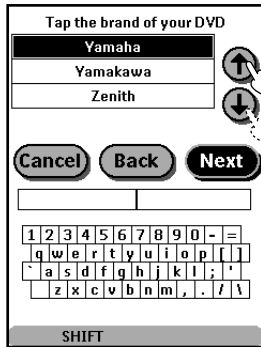 Tap the brand of your DVD
Yamaha
Yamakawa
Zenith
Cancel Back Next
1 2 3 4 5 6 7 8 9 0 - =
q w e r t y u i o p [ ]
` a s d f g h j k l ; '
z x c v b n m , . / \
SHIFT